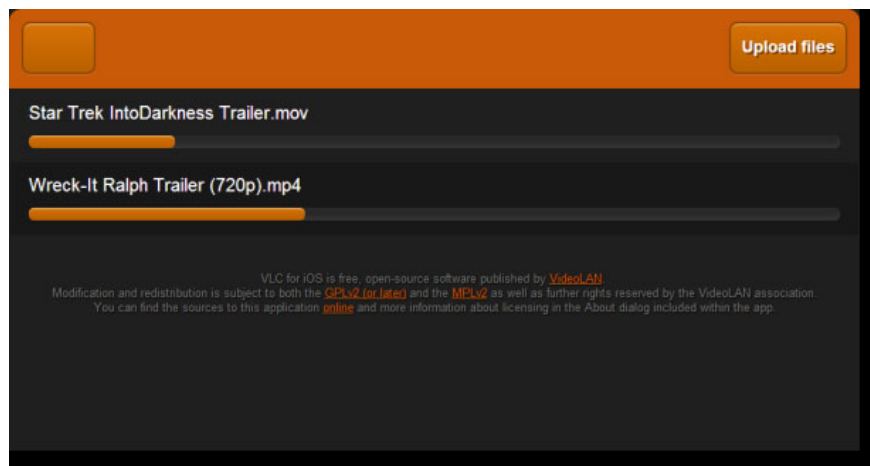 Upload files
Star Trek IntoDarkness Trailer.mov
Wreck-It Ralph Trailer (720p).mp4
VLC for iOS is free, open-source software published by VideoLAN.
Modification and redistribution is subject to both the GPLv2 (or later) and the MPLv2 as well as further rights reserved by the VideoLAN association.
You can find the sources to this application online and more information about licensing in the About dialog included within the app.